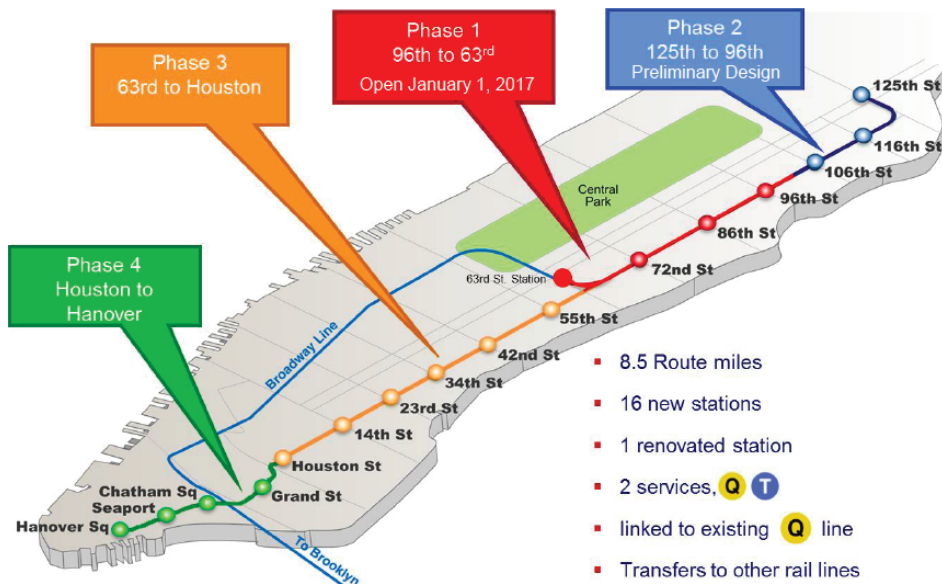 Phase 1
96th to 63rd
Open January 1, 2017
Phase 2
125th to 96th
Preliminary Design
Phase 3
63rd to Houston
Phase 4
Houston to
Hanover
125th St
116th St
106th St
96th St
86th St
72nd St
Central
Park
63rd St. Station
55th St
42nd St
34th St
23rd St
14th St
Houston St
Grand St
Chatham Sq
Seaport
Hanover Sq
Broadway Line
To Brooklyn
8.5 Route miles
16 new stations
1 renovated station
2 services, Q T
linked to existing Q line
Transfers to other rail lines